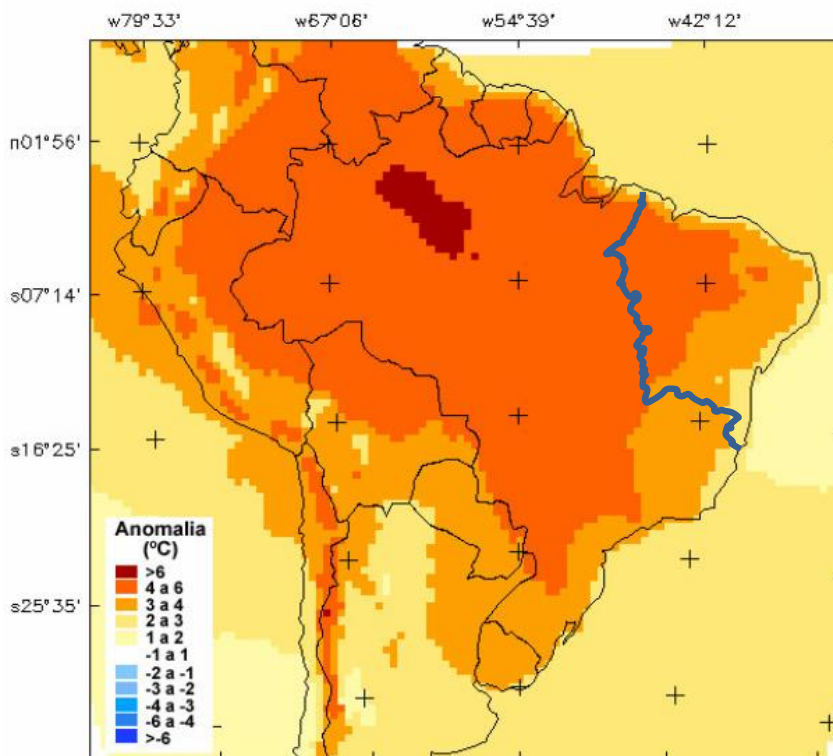 w79°33' w67°06' w54°39' w42°12'
n01°56'
s07°14'
s16°25'
s25°35'
Anomalia
(ºC)
>6
4 a 6
3 a 4
2 a 3
1 a 2
-1 a 1
-2 a -1
-3 a -2
-4 a -3
-6 a -4
>-6